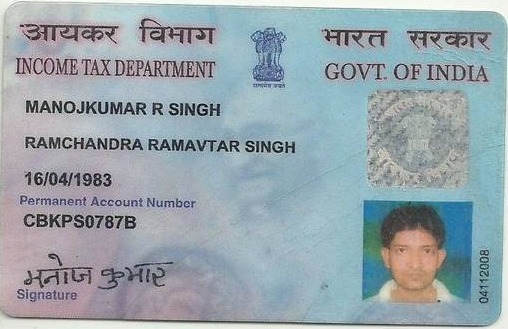 आयकर विभाग
INCOME TAX DEPARTMENT
सत्यमेव जयते
भारत सरकार
GOVT. OF INDIA
MANOJKUMAR R SINGH
RAMCHANDRA RAMAVTAR SINGH
16/04/1983
Permanent Account Number
CBKPS0787B
मनोज कुमार
Signature
04112008